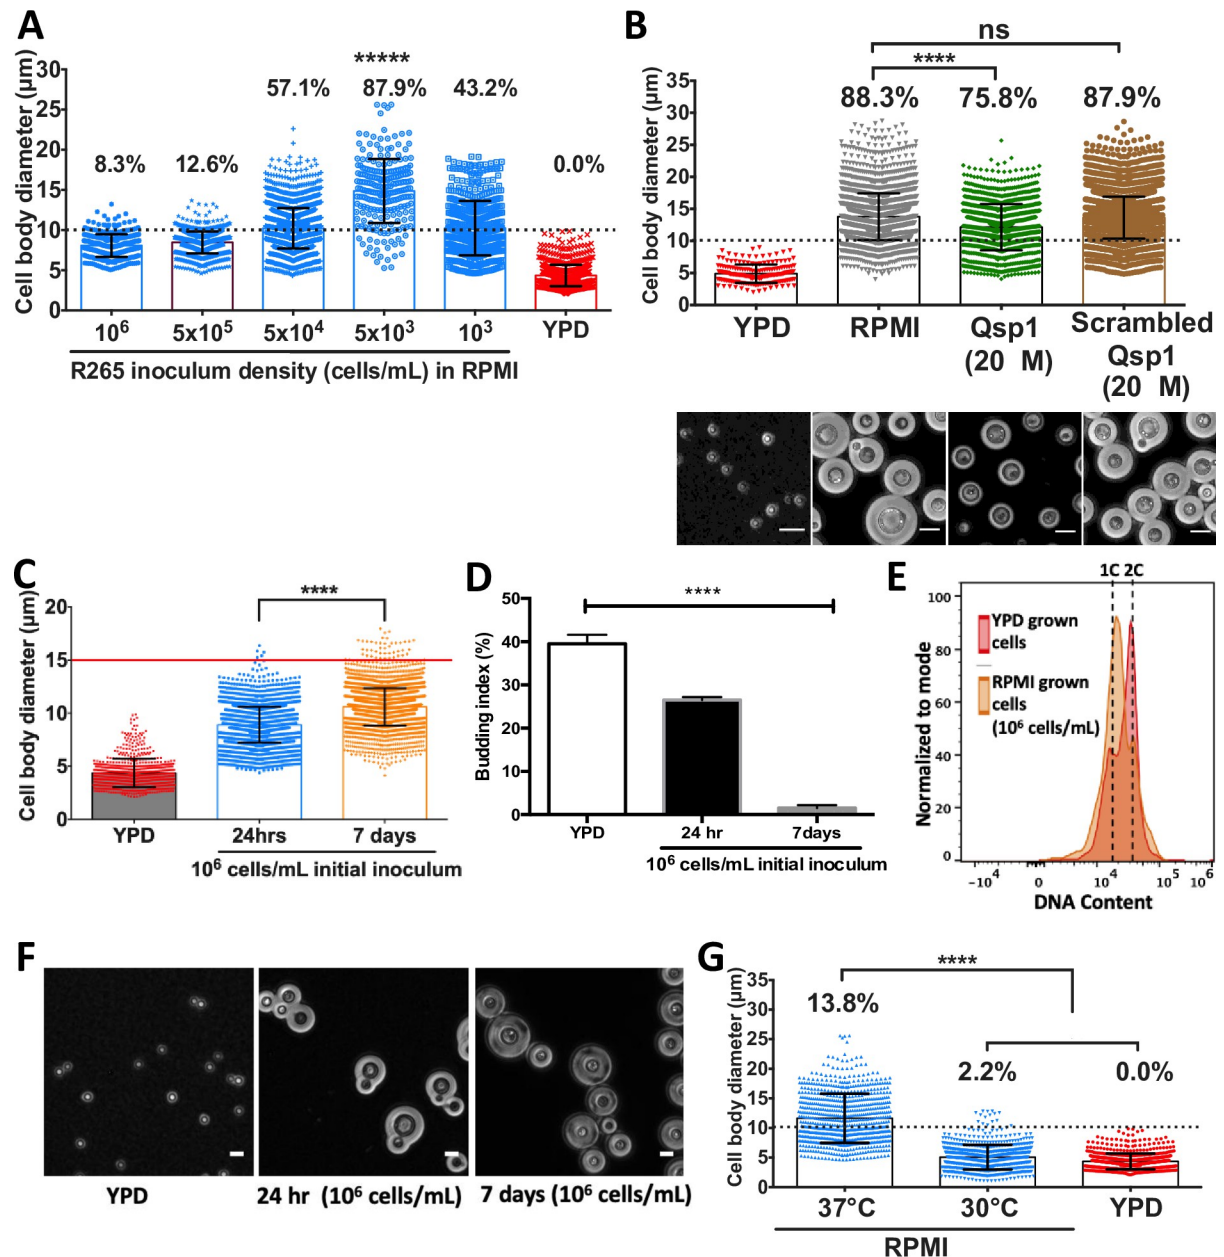 A
Cell body diameter (µm)
30
25
20
15
10
5
0
*****
8.3%
12.6%
57.1%
87.9%
43.2%
0.0%
10⁶
5x10⁵
5x10⁴
5x10³
10³
YPD
R265 inoculum density (cells/mL) in RPMI
B
Cell body diameter (µm)
35
30
25
20
15
10
5
0
ns
****
88.3%
75.8%
87.9%
YPD
RPMI
Qsp1
(20 M)
Scrambled
Qsp1
(20 M)
C
Cell body diameter (µm)
20
15
10
5
0
****
YPD
24hrs
7 days
10⁶ cells/mL initial inoculum
D
Budding index (%)
50
40
30
20
10
0
****
YPD
24 hr
7days
10⁶ cells/mL initial inoculum
E
1C 2C
Normalized to mode
100
80
60
40
20
0
YPD grown
cells
RPMI grown
cells
(10⁶ cells/mL)
-10⁴
0
10⁴
10⁵
10⁶
DNA Content
F
YPD
24 hr (10⁶ cells/mL)
7 days (10⁶ cells/mL)
G
Cell body diameter (µm)
35
30
25
20
15
10
5
0
****
13.8%
2.2%
0.0%
37°C
30°C
YPD
RPMI